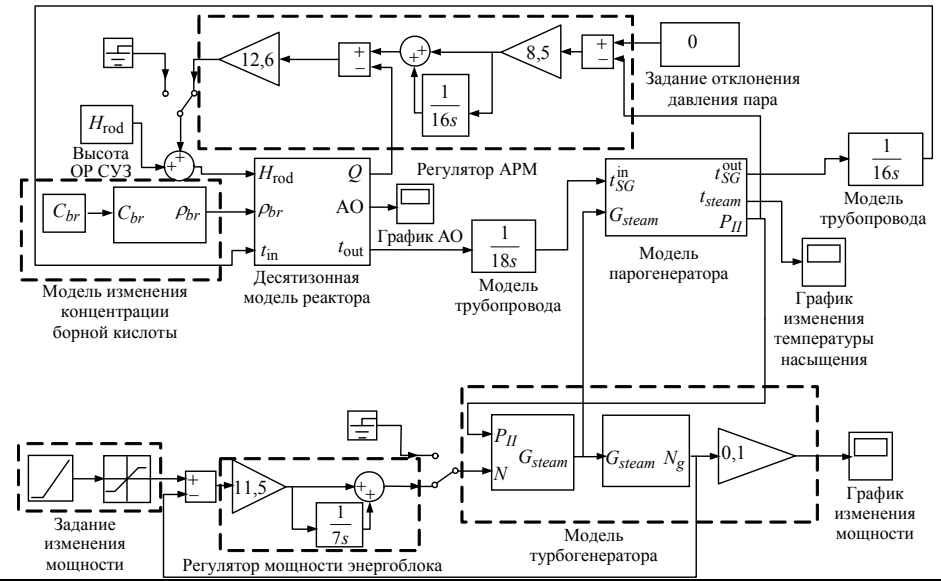 12,6
+
−
+
+
8,5
+
−
0
Задание отклонения
давления пара
1
16s
H_rod
Высота
ОР СУЗ
+
+
Регулятор АРМ
H_rod Q
ρ_br АО
t_in t_out
График АО
Десятизонная
модель реактора
C_br
C_br ρ_br
Модель изменения
концентрации
борной кислоты
1
18s
Модель
трубопровода
t_SG^in t_SG^out
G_steam t_steam
P_II
Модель
парогенератора
1
16s
Модель
трубопровода
График
изменения
температуры
насыщения
Задание
изменения
мощности
+
−
11,5
+
+
1
7s
Регулятор мощности энергоблока
P_II
G_steam
N
G_steam N_g
0,1
Модель
турбогенератора
График
изменения
мощности